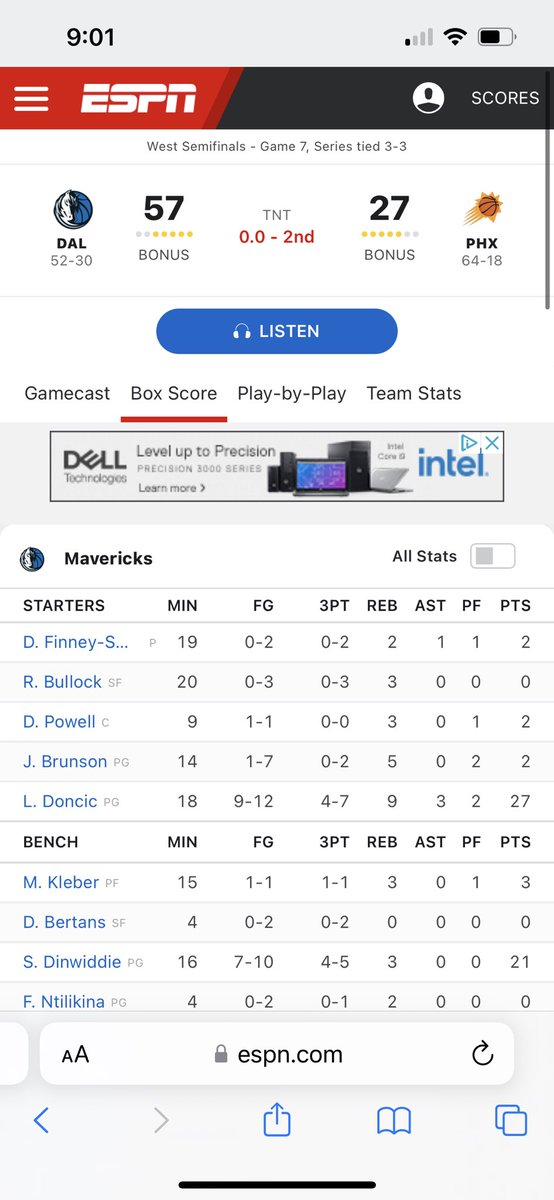 9:01
ESPN
SCORES
West Semifinals - Game 7, Series tied 3-3
57 TNT 27
DAL 0.0 - 2nd PHX
52-30 BONUS BONUS 64-18
LISTEN
Gamecast Box Score Play-by-Play Team Stats
DELL Technologies
Level up to Precision
PRECISION 3000 SERIES
Learn more >
Intel
Core i9
intel.
Mavericks All Stats
STARTERS MIN FG 3PT REB AST PF PTS
D. Finney-S... P 19 0-2 0-2 2 1 1 2
R. Bullock SF 20 0-3 0-3 3 0 0 0
D. Powell C 9 1-1 0-0 3 0 1 2
J. Brunson PG 14 1-7 0-2 5 0 2 2
L. Doncic PG 18 9-12 4-7 9 3 2 27
BENCH MIN FG 3PT REB AST PF PTS
M. Kleber PF 15 1-1 1-1 3 0 1 3
D. Bertans SF 4 0-2 0-2 0 0 0 0
S. Dinwiddie PG 16 7-10 4-5 3 0 0 21
F. Ntilikina PG 4 0-2 0-1 2 0 0 0
AA espn.com